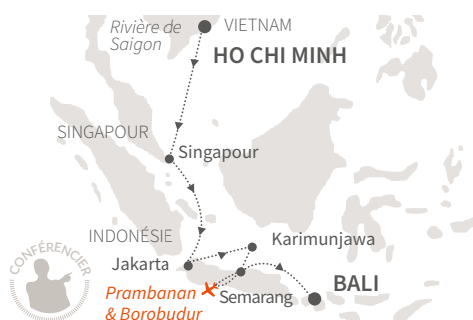 Rivière de
Saigon
VIETNAM
HO CHI MINH
SINGAPOUR
Singapour
INDONÉSIE
Karimunjawa
CONFÉRENCIER
Jakarta
BALI
Prambanan
& Borobudur
Semarang